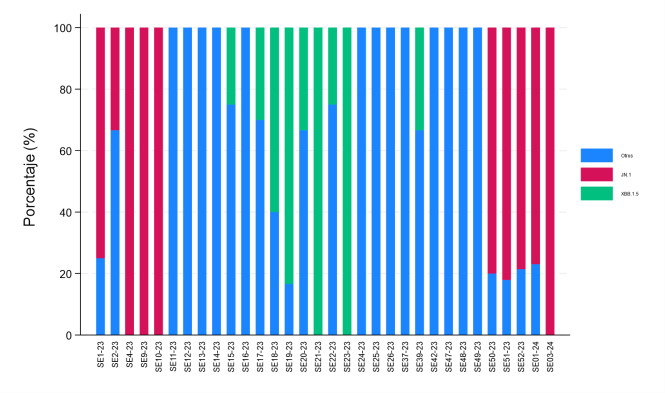 Porcentaje (%)
100
80
60
40
20
0
SE1-23
SE2-23
SE4-23
SE9-23
SE10-23
SE11-23
SE12-23
SE13-23
SE14-23
SE15-23
SE16-23
SE17-23
SE18-23
SE19-23
SE20-23
SE21-23
SE22-23
SE23-23
SE24-23
SE25-23
SE26-23
SE37-23
SE39-23
SE42-23
SE47-23
SE48-23
SE49-23
SE50-23
SE51-23
SE52-23
SE01-24
SE03-24
Otros
JN.1
XBB.1.5